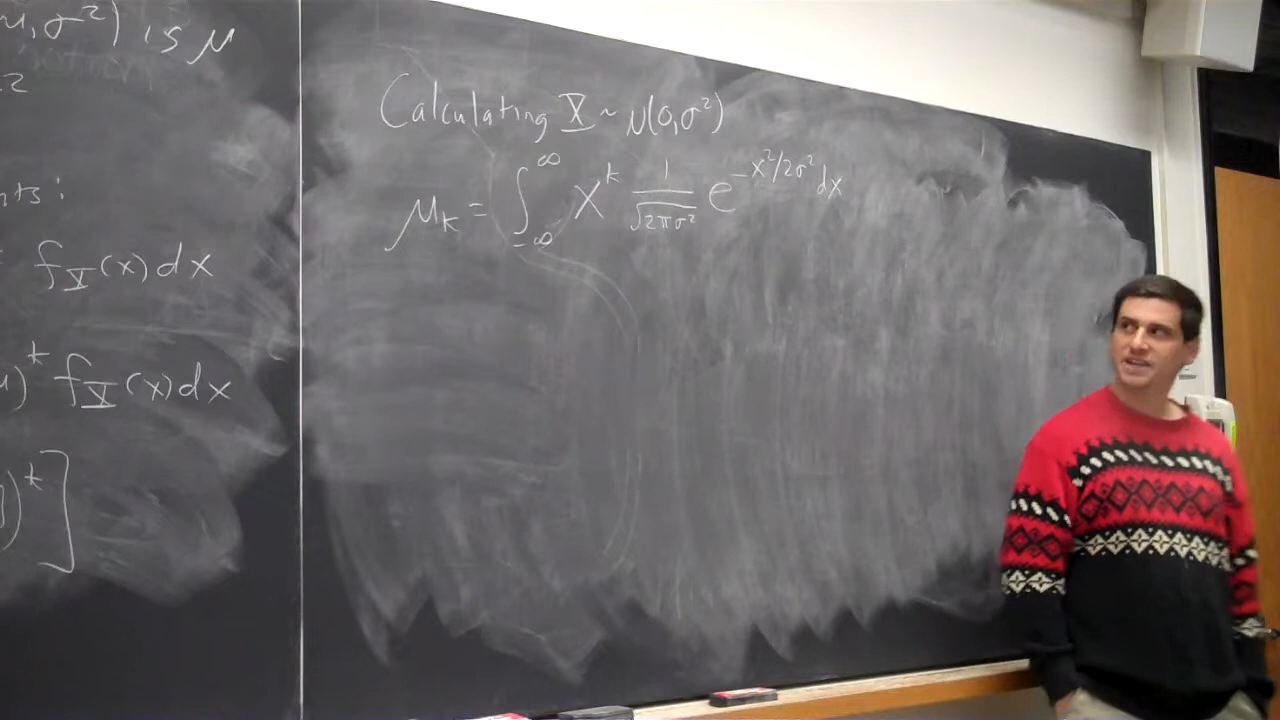 μ, σ²) is μ
2
nts:
f_X(x)dx
)^k f_X(x)dx
)^k]
Calculating X ~ N(0,σ²)
μ_k = ∫_{-∞}^{∞} x^k 1/√(2πσ²) e^{-x²/2σ²} dx